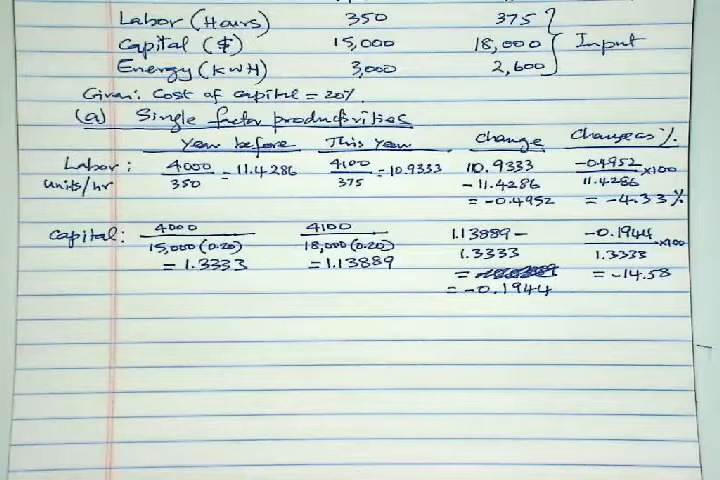 Labor (Hours) 350 375
Capital ($) 15,000 18,000 Input
Energy (KWH) 3,000 2,600
Given: Cost of capital = 20%
(a) Single factor productivities
Year before This Year Change Change as %
Labor: 4000/350 = 11.4286 4100/375 = 10.9333 10.9333 -0.4952/11.4286 x100
units/hr - 11.4286 = -4.33%
= -0.4952
Capital: 4000/15,000(0.20) 4100/18,000(0.20) 1.13889 - -0.1944/1.3333 x100
= 1.3333 = 1.13889 1.3333 = -14.58
= -0.1944